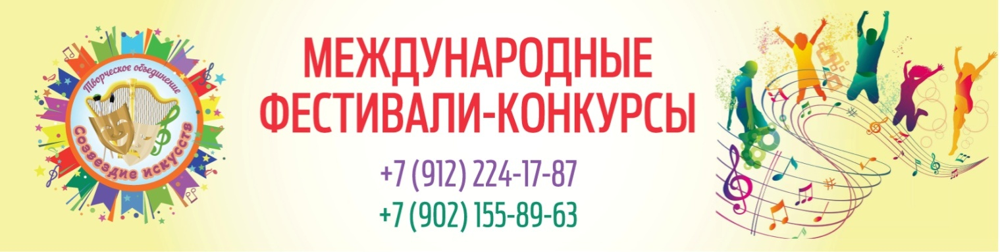 Творческое объединение
Созвездие искусств
МЕЖДУНАРОДНЫЕ
ФЕСТИВАЛИ-КОНКУРСЫ
+7 (912) 224-17-87
+7 (902) 155-89-63